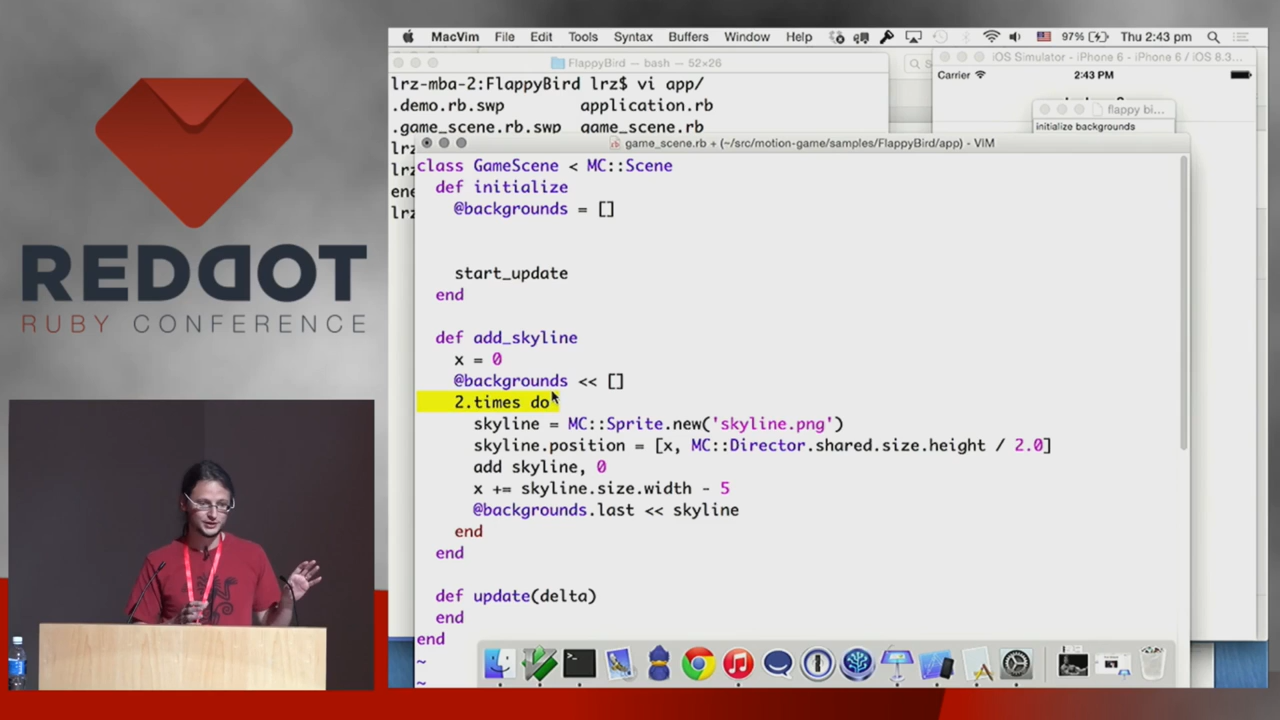 MacVim File Edit Tools Syntax Buffers Window Help 97% Thu 2:43 pm
FlappyBird — bash — 52×26
iOS Simulator - iPhone 6 - iPhone 6 / iOS 8.3
lrz-mba-2:FlappyBird lrz$ vi app/
Carrier 2:43 PM
.demo.rb.swp application.rb
flappy bi...
.game_scene.rb.swp game_scene.rb
initialize backgrounds
game_scene.rb + (~/src/motion-game/samples/FlappyBird/app) - VIM
class GameScene < MC::Scene
def initialize
@backgrounds = []
start_update
end
def add_skyline
x = 0
@backgrounds << []
2.times do
skyline = MC::Sprite.new('skyline.png')
skyline.position = [x, MC::Director.shared.size.height / 2.0]
add skyline, 0
x += skyline.size.width - 5
@backgrounds.last << skyline
end
end
def update(delta)
end
end
~
~
REDDOT
RUBY CONFERENCE